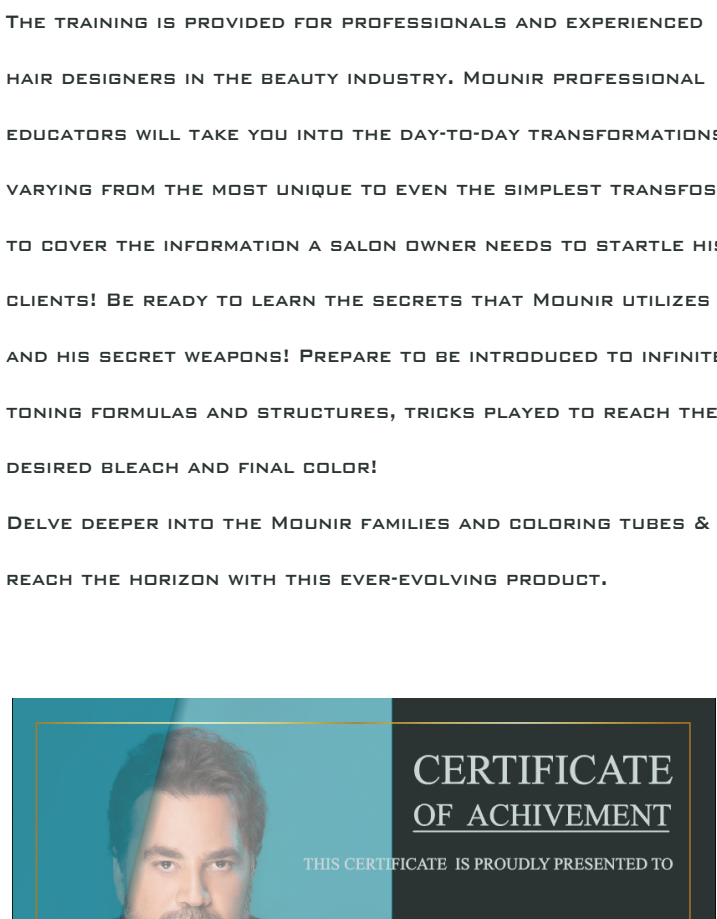 The training is provided for professionals and experienced
hair designers in the beauty industry. Mounir professional
educators will take you into the day-to-day transformations
varying from the most unique to even the simplest transfos
to cover the information a salon owner needs to startle his
clients! Be ready to learn the secrets that Mounir utilizes
and his secret weapons! Prepare to be introduced to infinite
toning formulas and structures, tricks played to reach the
desired bleach and final color!
Delve deeper into the Mounir families and coloring tubes &
reach the horizon with this ever-evolving product.
CERTIFICATE
OF ACHIVEMENT
THIS CERTIFICATE IS PROUDLY PRESENTED TO